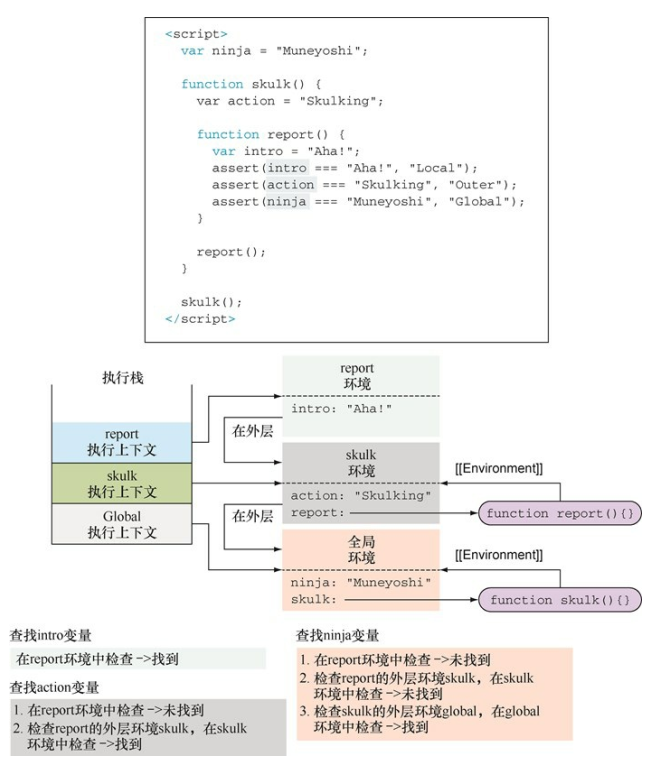 <script>
var ninja = "Muneyoshi";
function skulk() {
var action = "Skulking";
function report() {
var intro = "Aha!";
assert(intro === "Aha!", "Local");
assert(action === "Skulking", "Outer");
assert(ninja === "Muneyoshi", "Global");
}
report();
}
skulk();
</script>
执行栈
report
执行上下文
skulk
执行上下文
Global
执行上下文
report
环境
intro: "Aha!"
在外层
skulk
环境
action: "Skulking"
report:
[[Environment]]
function report(){}
在外层
全局
环境
ninja: "Muneyoshi"
skulk:
[[Environment]]
function skulk(){}
查找intro变量
在report环境中检查->找到
查找action变量
1. 在report环境中检查->未找到
2. 检查report的外层环境skulk，在skulk
环境中检查->找到
查找ninja变量
1. 在report环境中检查->未找到
2. 检查report的外层环境skulk，在skulk
环境中检查->未找到
3. 检查skulk的外层环境global，在global
环境中检查->找到